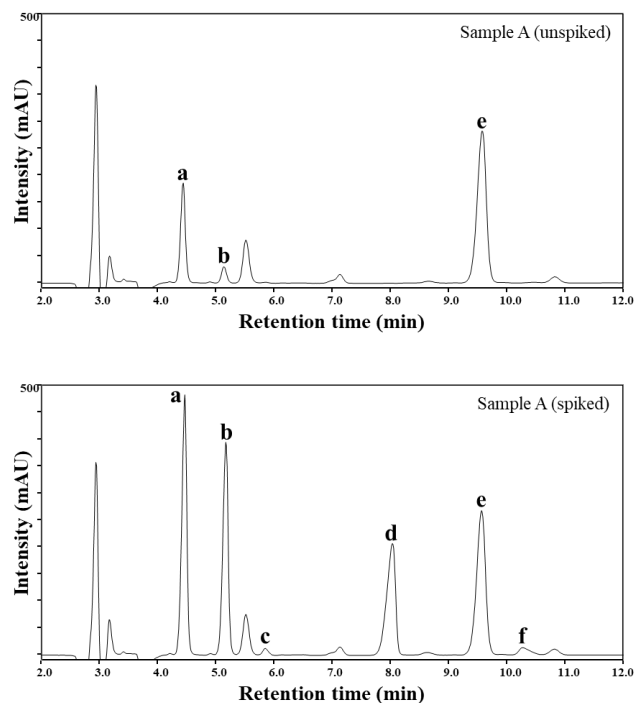 500
Sample A (unspiked)
Intensity (mAU)
a
b
e
2.0 3.0 4.0 5.0 6.0 7.0 8.0 9.0 10.0 11.0 12.0
Retention time (min)
500
Sample A (spiked)
Intensity (mAU)
a
b
c
d
e
f
2.0 3.0 4.0 5.0 6.0 7.0 8.0 9.0 10.0 11.0 12.0
Retention time (min)